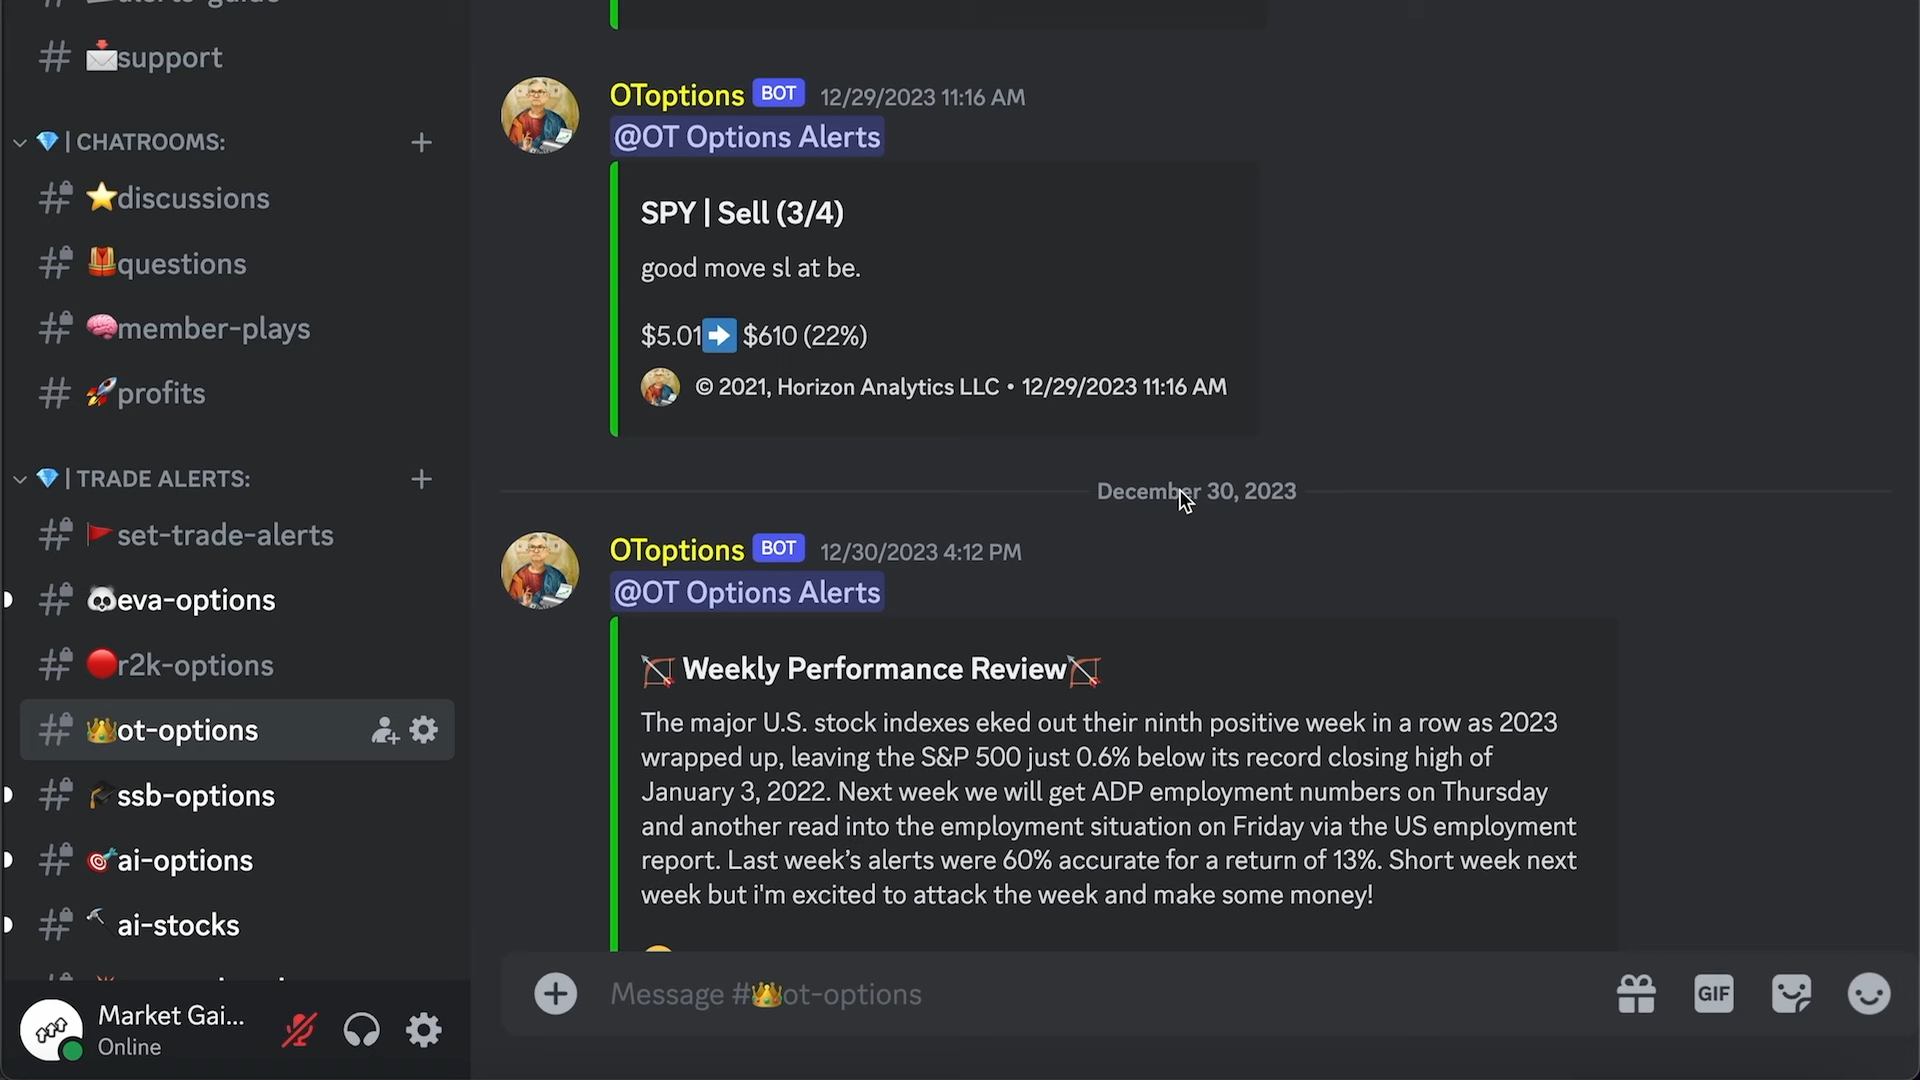 alerts-guide
# support
| CHATROOMS:
discussions
questions
member-plays
profits
| TRADE ALERTS:
set-trade-alerts
eva-options
r2k-options
ot-options
ssb-options
ai-options
ai-stocks
Market Gai...
Online
OToptions BOT 12/29/2023 11:16 AM
@OT Options Alerts
SPY | Sell (3/4)
good move sl at be.
$5.01➡ $610 (22%)
© 2021, Horizon Analytics LLC • 12/29/2023 11:16 AM
December 30, 2023
OToptions BOT 12/30/2023 4:12 PM
@OT Options Alerts
Weekly Performance Review
The major U.S. stock indexes eked out their ninth positive week in a row as 2023
wrapped up, leaving the S&P 500 just 0.6% below its record closing high of
January 3, 2022. Next week we will get ADP employment numbers on Thursday
and another read into the employment situation on Friday via the US employment
report. Last week's alerts were 60% accurate for a return of 13%. Short week next
week but i'm excited to attack the week and make some money!
Message #👑ot-options
GIF